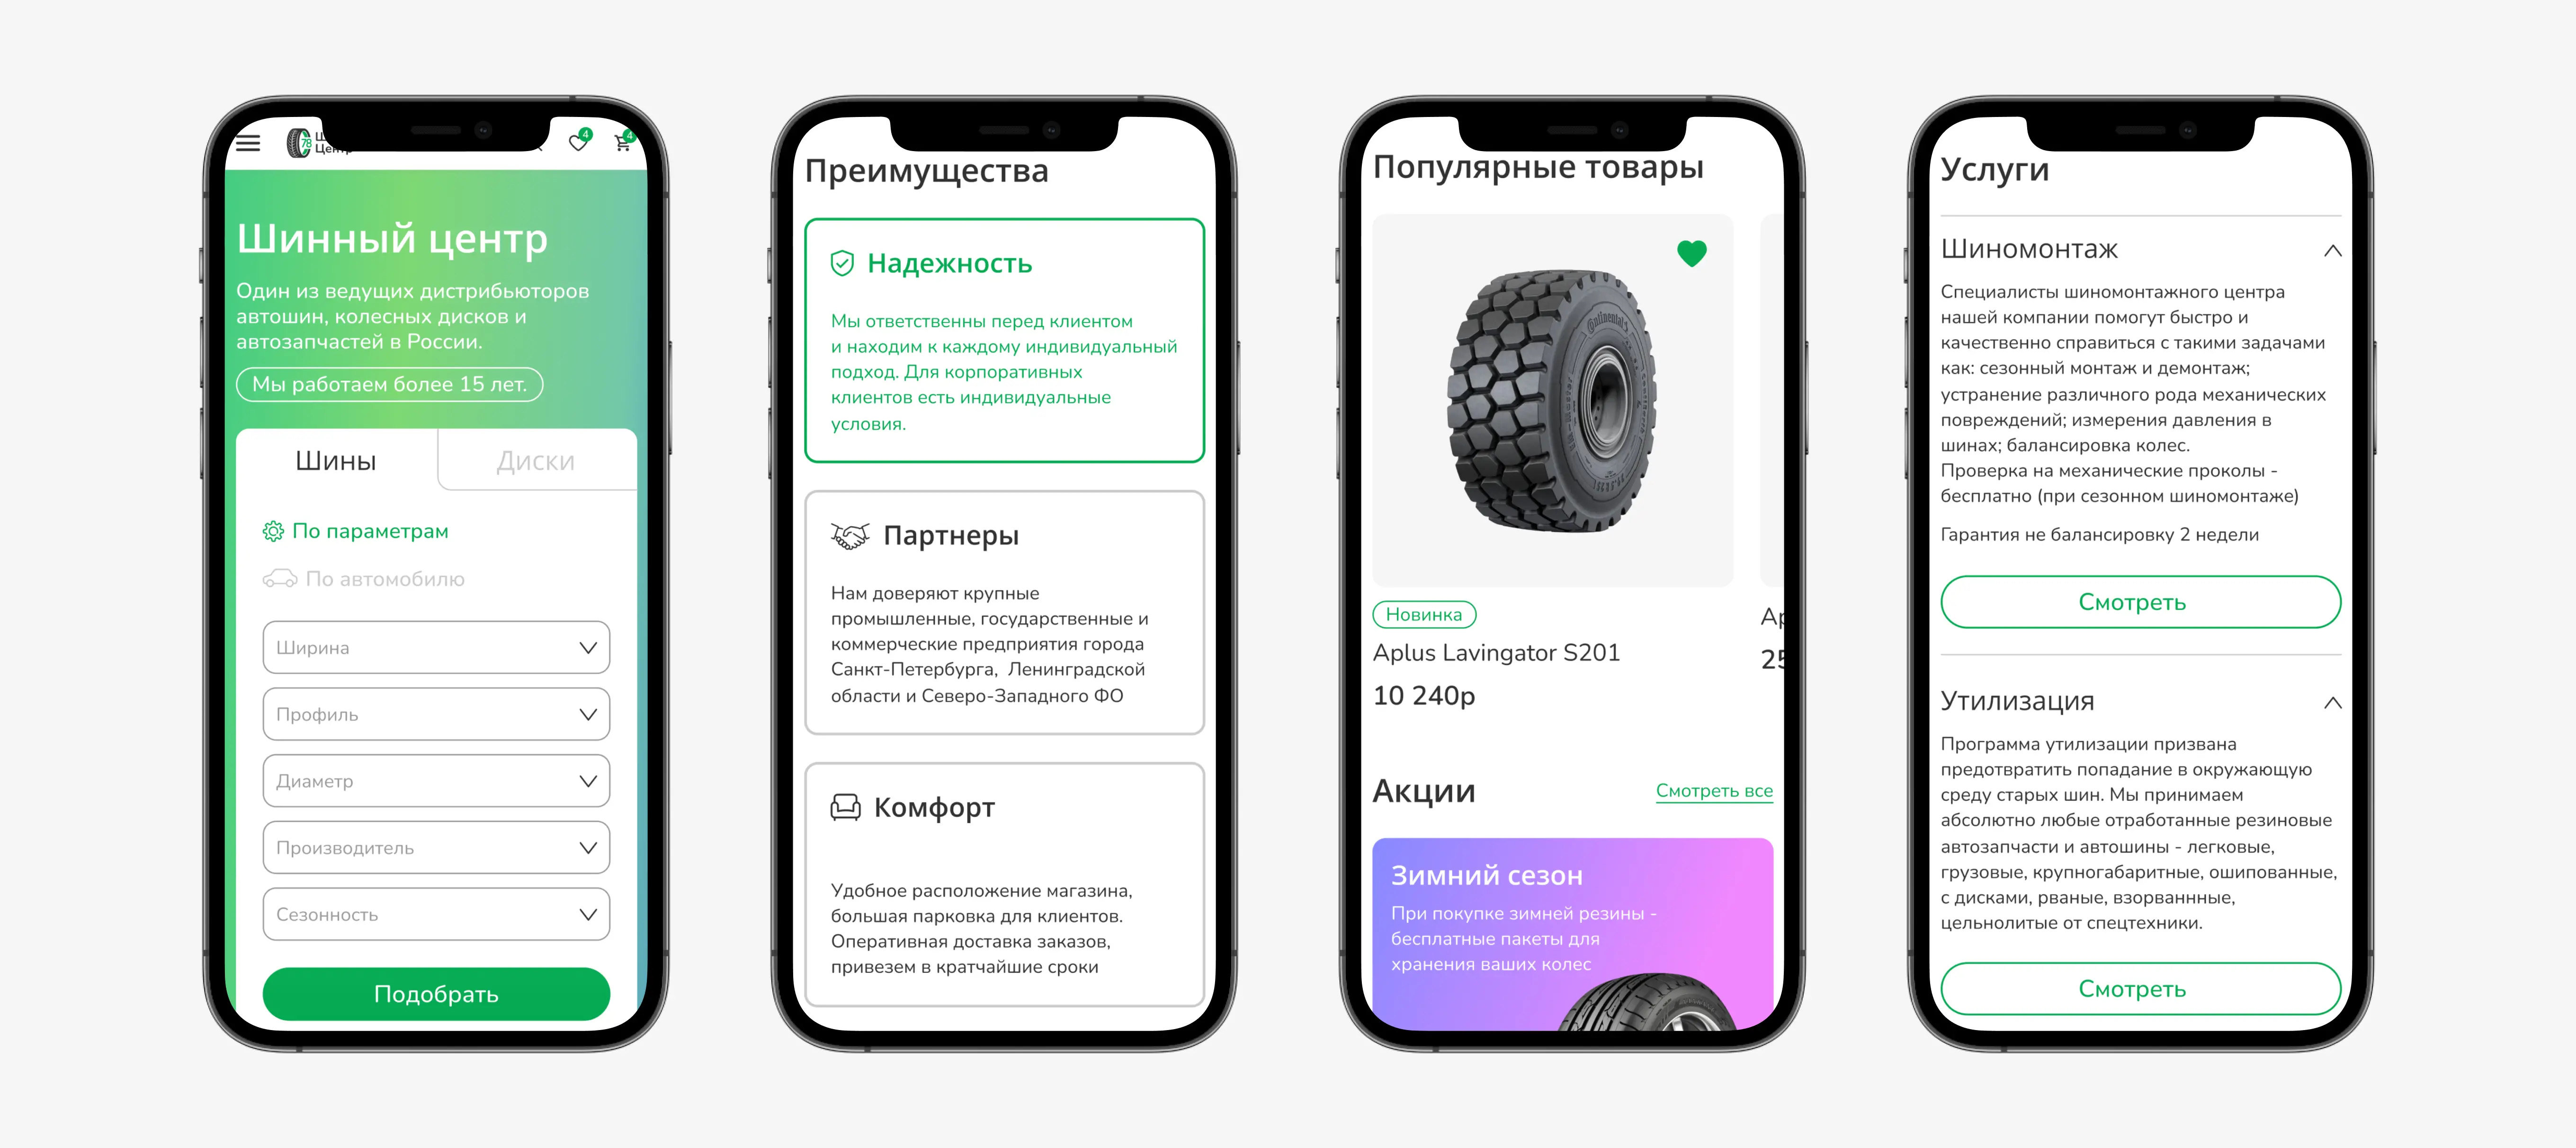 78
4
4
Шинный центр
Один из ведущих дистрибьюторов
автошин, колесных дисков и
автозапчастей в России.
Мы работаем более 15 лет.
Шины
Диски
По параметрам
По автомобилю
Ширина
Профиль
Диаметр
Производитель
Сезонность
Подобрать
Преимущества
Надежность
Мы ответственны перед клиентом
и находим к каждому индивидуальный
подход. Для корпоративных
клиентов есть индивидуальные
условия.
Партнеры
Нам доверяют крупные
промышленные, государственные и
коммерческие предприятия города
Санкт-Петербурга, Ленинградской
области и Северо-Западного ФО
Комфорт
Удобное расположение магазина,
большая парковка для клиентов.
Оперативная доставка заказов,
привезем в кратчайшие сроки
Популярные товары
Continental
Новинка
Aplus Lavingator S201
10 240р
Акции
Смотреть все
Зимний сезон
При покупке зимней резины -
бесплатные пакеты для
хранения ваших колес
Услуги
Шиномонтаж
Специалисты шиномонтажного центра
нашей компании помогут быстро и
качественно справиться с такими задачами
как: сезонный монтаж и демонтаж;
устранение различного рода механических
повреждений; измерения давления в
шинах; балансировка колес.
Проверка на механические проколы -
бесплатно (при сезонном шиномонтаже)
Гарантия не балансировку 2 недели
Смотреть
Утилизация
Программа утилизации призвана
предотвратить попадание в окружающую
среду старых шин. Мы принимаем
абсолютно любые отработанные резиновые
автозапчасти и автошины - легковые,
грузовые, крупногабаритные, ошипованные,
с дисками, рваные, взорваннные,
цельнолитые от спецтехники.
Смотреть